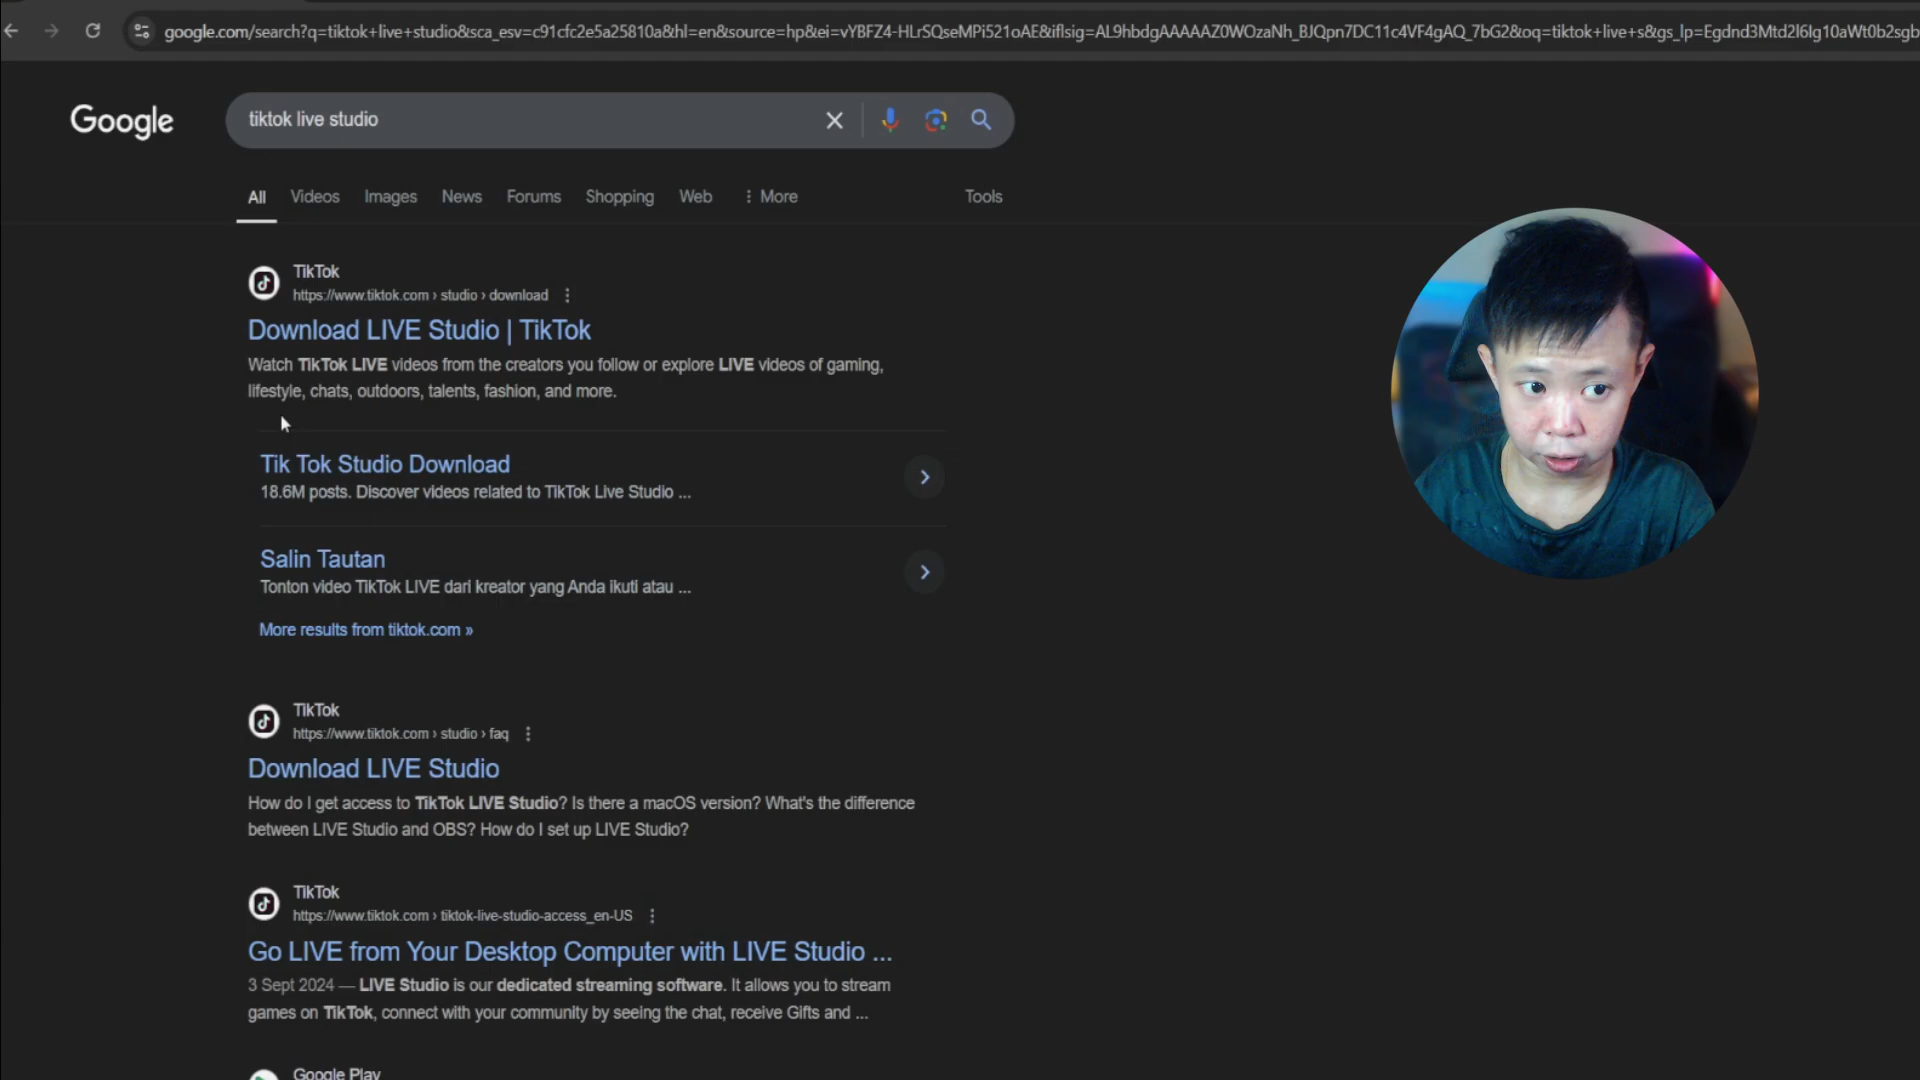 google.com/search?q=tiktok+live+studio&sca_esv=c91cfc2e5a25810a&hl=en&source=hp&ei=vYBFZ4-HLrSQseMPi521oAE&iflsig=AL9hbdgAAAAAZ0WOzaNh_BJQpn7DC11c4VF4gAQ_7bG2&oq=tiktok+live+s&gs_lp=Egdnd3Mtd2l6Ig10aWt0b2sgb
Google
tiktok live studio
All Videos Images News Forums Shopping Web More Tools
TikTok
https://www.tiktok.com › studio › download
Download LIVE Studio | TikTok
Watch TikTok LIVE videos from the creators you follow or explore LIVE videos of gaming,
lifestyle, chats, outdoors, talents, fashion, and more.
Tik Tok Studio Download
18.6M posts. Discover videos related to TikTok Live Studio ...
Salin Tautan
Tonton video TikTok LIVE dari kreator yang Anda ikuti atau ...
More results from tiktok.com »
TikTok
https://www.tiktok.com › studio › faq
Download LIVE Studio
How do I get access to TikTok LIVE Studio? Is there a macOS version? What's the difference
between LIVE Studio and OBS? How do I set up LIVE Studio?
TikTok
https://www.tiktok.com › tiktok-live-studio-access_en-US
Go LIVE from Your Desktop Computer with LIVE Studio ...
3 Sept 2024 — LIVE Studio is our dedicated streaming software. It allows you to stream
games on TikTok, connect with your community by seeing the chat, receive Gifts and ...
Google Play